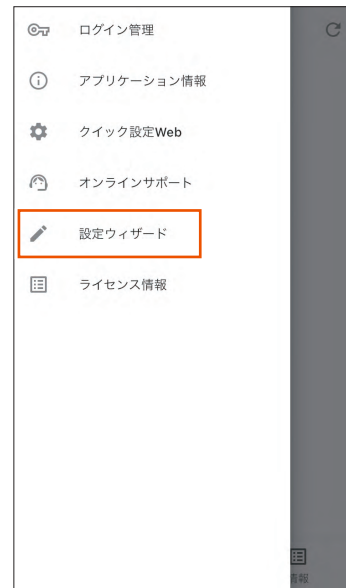 ログイン管理
アプリケーション情報
クイック設定Web
オンラインサポート
設定ウィザード
ライセンス情報
情報